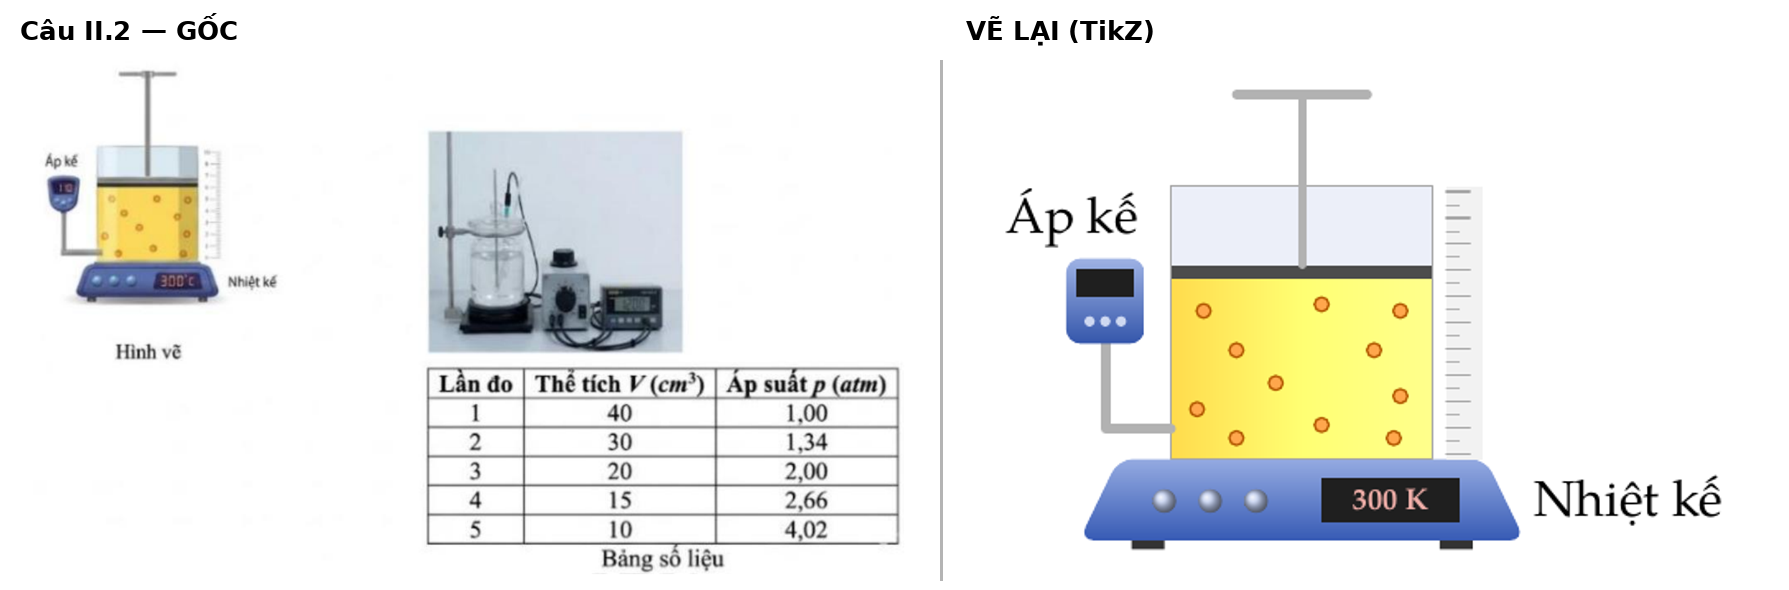 Câu II.2 — GỐC
VẼ LẠI (TikZ)
Áp kế
110
300°c
Nhiệt kế
Hình vẽ
Lần đo Thể tích V (cm³) Áp suất p (atm)
1 40 1,00
2 30 1,34
3 20 2,00
4 15 2,66
5 10 4,02
Bảng số liệu
Áp kế
300 K
Nhiệt kế